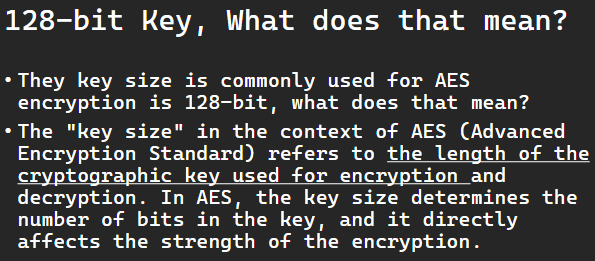 128-bit Key, What does that mean?
• They key size is commonly used for AES
encryption is 128-bit, what does that mean?
• The "key size" in the context of AES (Advanced
Encryption Standard) refers to the length of the
cryptographic key used for encryption and
decryption. In AES, the key size determines the
number of bits in the key, and it directly
affects the strength of the encryption.